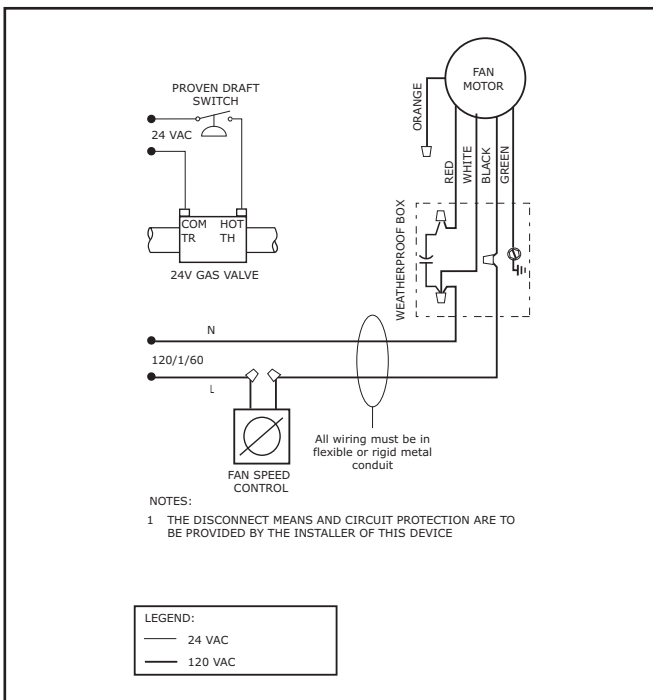 FAN
MOTOR
PROVEN DRAFT
SWITCH
ORANGE
24 VAC
RED
WHITE
BLACK
GREEN
WEATHERPROOF BOX
COM HOT
TR TH
24V GAS VALVE
N
120/1/60
L
All wiring must be in
flexible or rigid metal
conduit
FAN SPEED
CONTROL
NOTES:
1 THE DISCONNECT MEANS AND CIRCUIT PROTECTION ARE TO
BE PROVIDED BY THE INSTALLER OF THIS DEVICE
LEGEND:
24 VAC
120 VAC